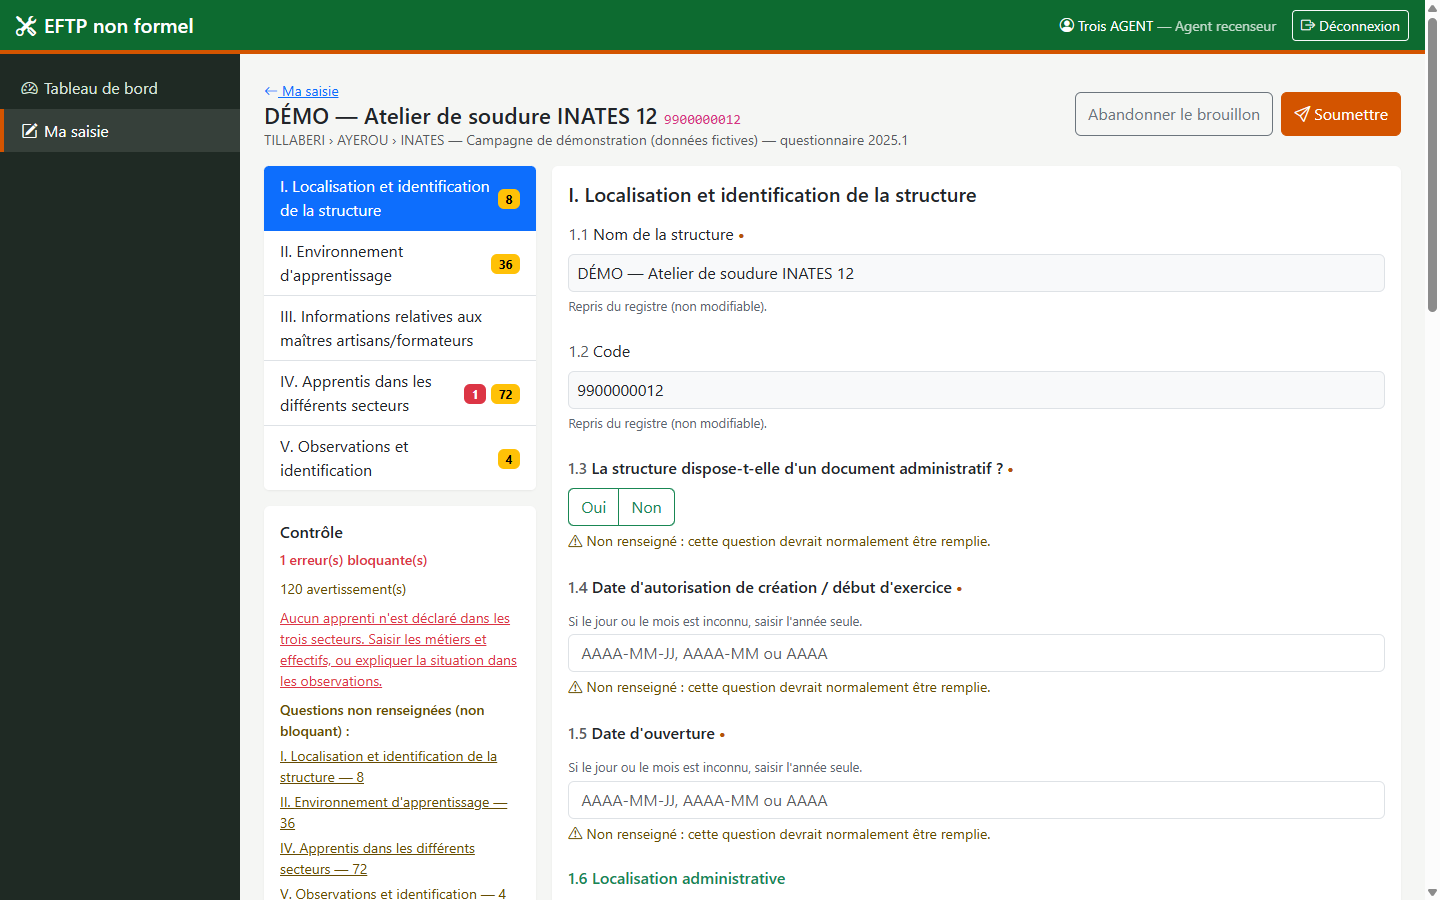 EFTP non formel
Trois AGENT — Agent recenseur
Déconnexion
Tableau de bord
Ma saisie
← Ma saisie
DÉMO — Atelier de soudure INATES 12 9900000012
TILLABERI › AYEROU › INATES — Campagne de démonstration (données fictives) — questionnaire 2025.1
Abandonner le brouillon
Soumettre
I. Localisation et identification
de la structure
8
II. Environnement
d'apprentissage
36
III. Informations relatives aux
maîtres artisans/formateurs
IV. Apprentis dans les
différents secteurs
1 72
V. Observations et
identification
4
Contrôle
1 erreur(s) bloquante(s)
120 avertissement(s)
Aucun apprenti n'est déclaré dans les
trois secteurs. Saisir les métiers et
effectifs, ou expliquer la situation dans
les observations.
Questions non renseignées (non
bloquant) :
I. Localisation et identification de la
structure — 8
II. Environnement d'apprentissage —
36
IV. Apprentis dans les différents
secteurs — 72
V. Observations et identification — 4
I. Localisation et identification de la structure
1.1 Nom de la structure •
DÉMO — Atelier de soudure INATES 12
Repris du registre (non modifiable).
1.2 Code
9900000012
Repris du registre (non modifiable).
1.3 La structure dispose-t-elle d'un document administratif ? •
Oui Non
⚠ Non renseigné : cette question devrait normalement être remplie.
1.4 Date d'autorisation de création / début d'exercice •
Si le jour ou le mois est inconnu, saisir l'année seule.
AAAA-MM-JJ, AAAA-MM ou AAAA
⚠ Non renseigné : cette question devrait normalement être remplie.
1.5 Date d'ouverture •
Si le jour ou le mois est inconnu, saisir l'année seule.
AAAA-MM-JJ, AAAA-MM ou AAAA
⚠ Non renseigné : cette question devrait normalement être remplie.
1.6 Localisation administrative